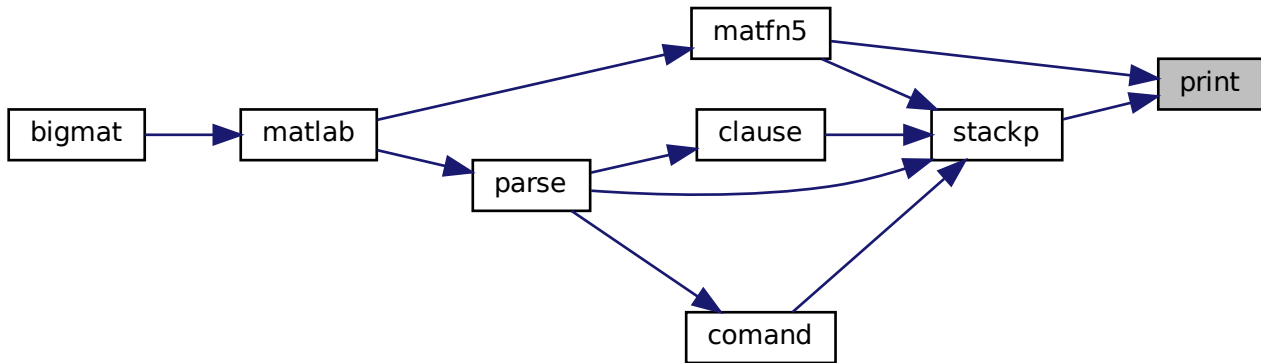 matfn5
print
bigmat
matlab
clause
stackp
parse
comand